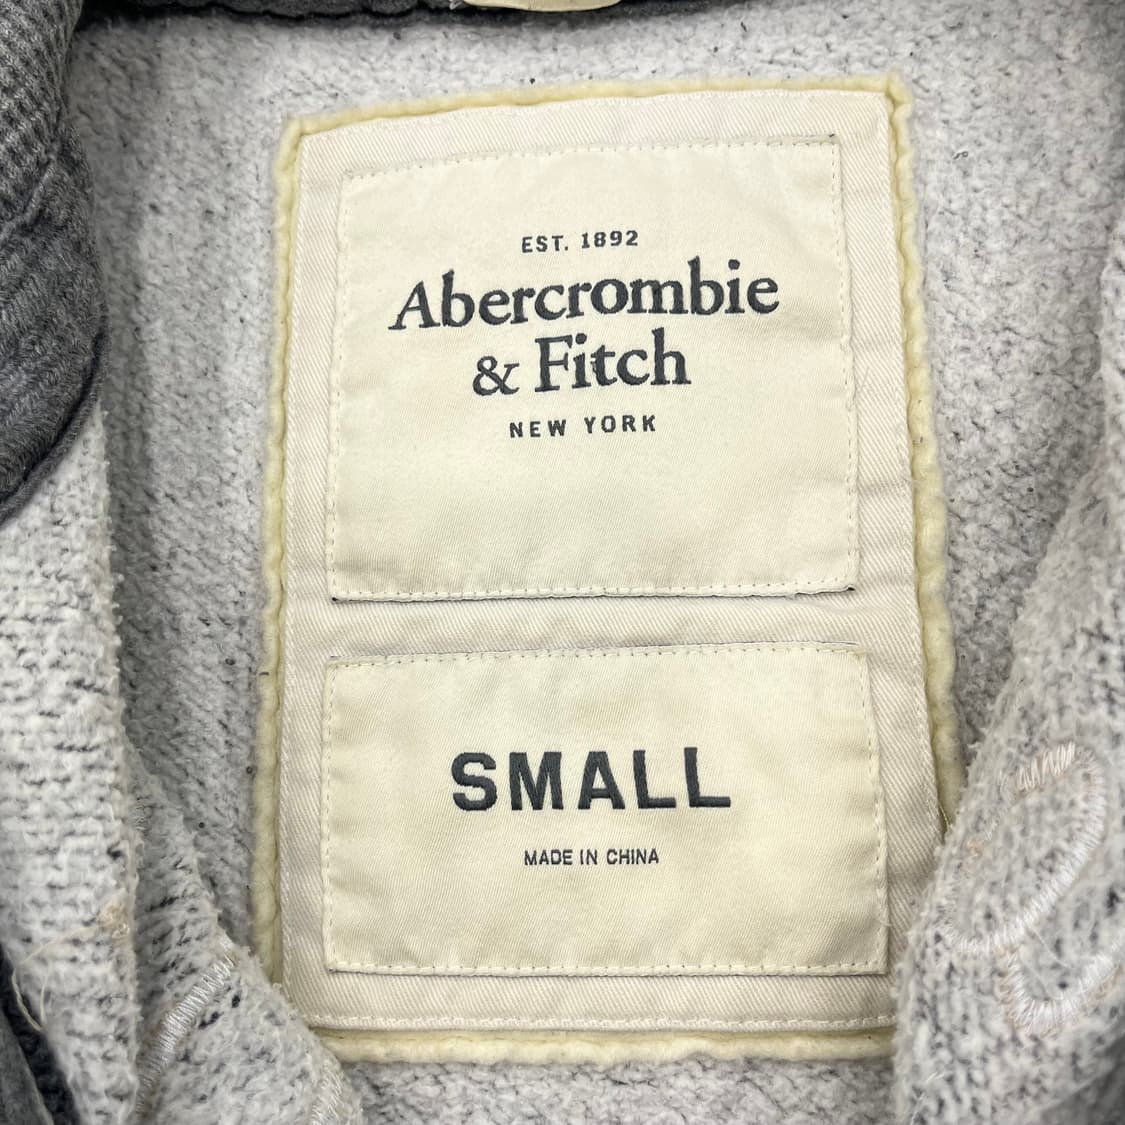 EST. 1892
Abercrombie
& Fitch
NEW YORK
SMALL
MADE IN CHINA